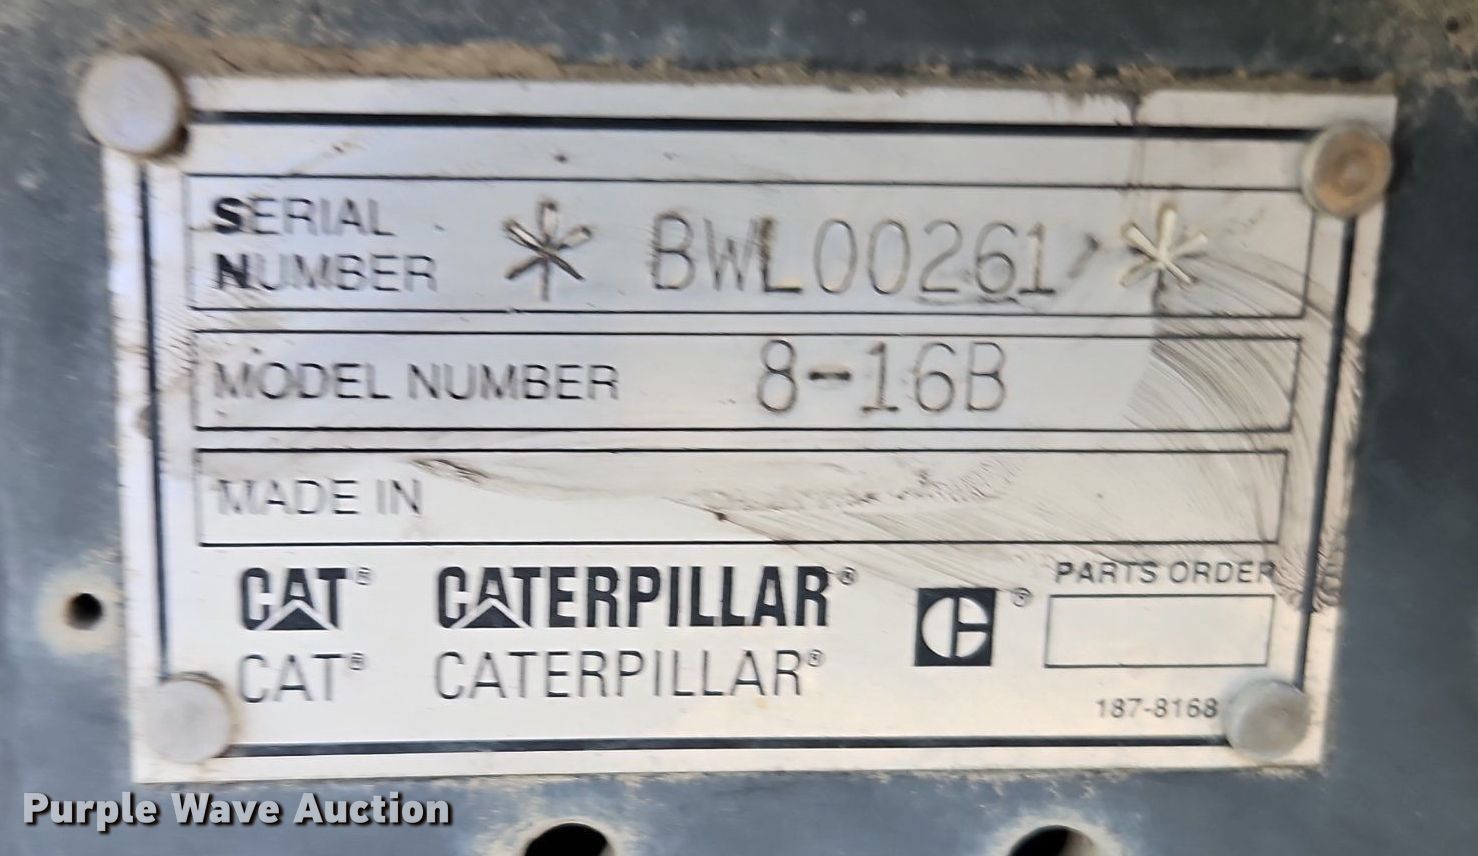 SERIAL
NUMBER * BWL00261 *
MODEL NUMBER 8-16B
MADE IN
CAT® CATERPILLAR® ®
PARTS ORDER
CAT® CATERPILLAR®
187-8168
Purple Wave Auction